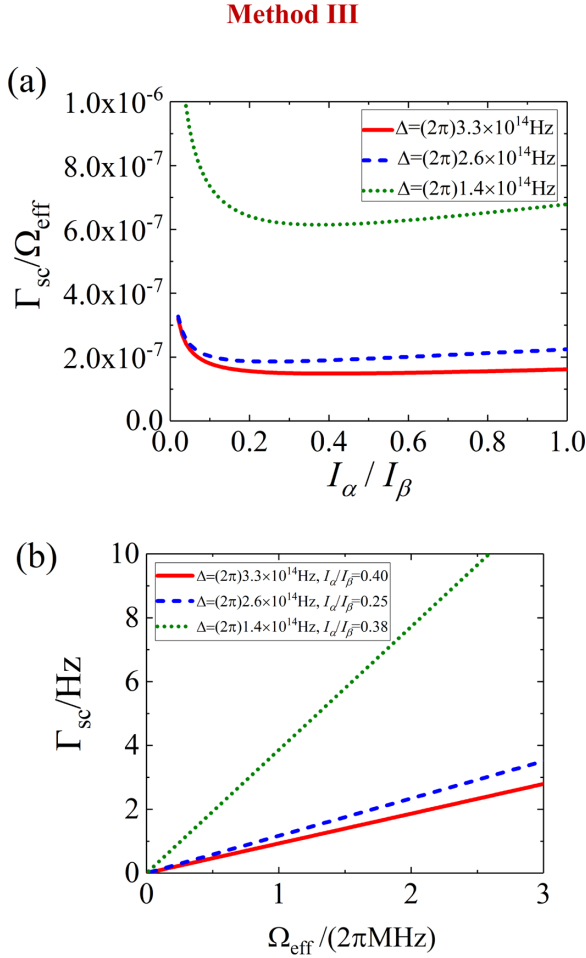 Method III
(a)
Γsc/Ωeff
1.0x10⁻⁶
8.0x10⁻⁷
6.0x10⁻⁷
4.0x10⁻⁷
2.0x10⁻⁷
0.0
Δ=(2π)3.3×10¹⁴Hz
Δ=(2π)2.6×10¹⁴Hz
Δ=(2π)1.4×10¹⁴Hz
0.0 0.2 0.4 0.6 0.8 1.0
Iα / Iβ
(b)
Γsc/Hz
10
8
6
4
2
0
Δ=(2π)3.3×10¹⁴Hz, Iα/Iβ=0.40
Δ=(2π)2.6×10¹⁴Hz, Iα/Iβ=0.25
Δ=(2π)1.4×10¹⁴Hz, Iα/Iβ=0.38
0 1 2 3
Ωeff/(2πMHz)